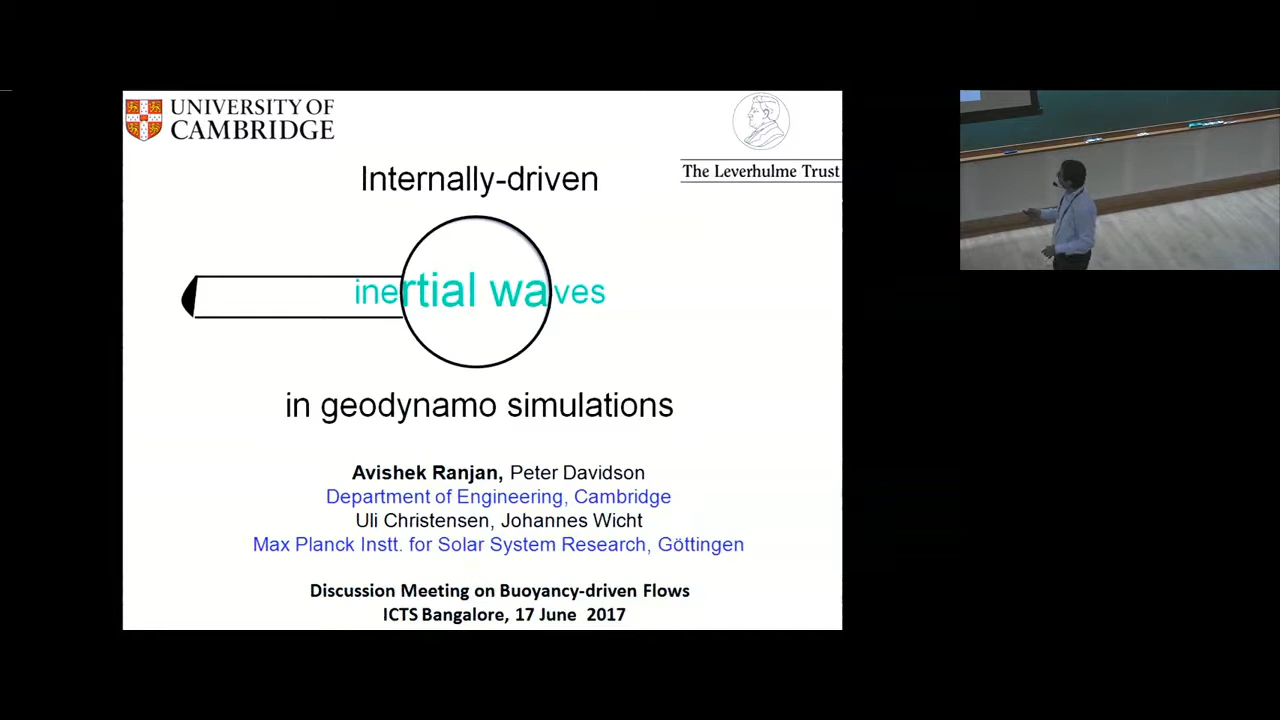 UNIVERSITY OF
CAMBRIDGE
The Leverhulme Trust
Internally-driven
inertial waves
in geodynamo simulations
Avishek Ranjan, Peter Davidson
Department of Engineering, Cambridge
Uli Christensen, Johannes Wicht
Max Planck Instt. for Solar System Research, Göttingen
Discussion Meeting on Buoyancy-driven Flows
ICTS Bangalore, 17 June 2017